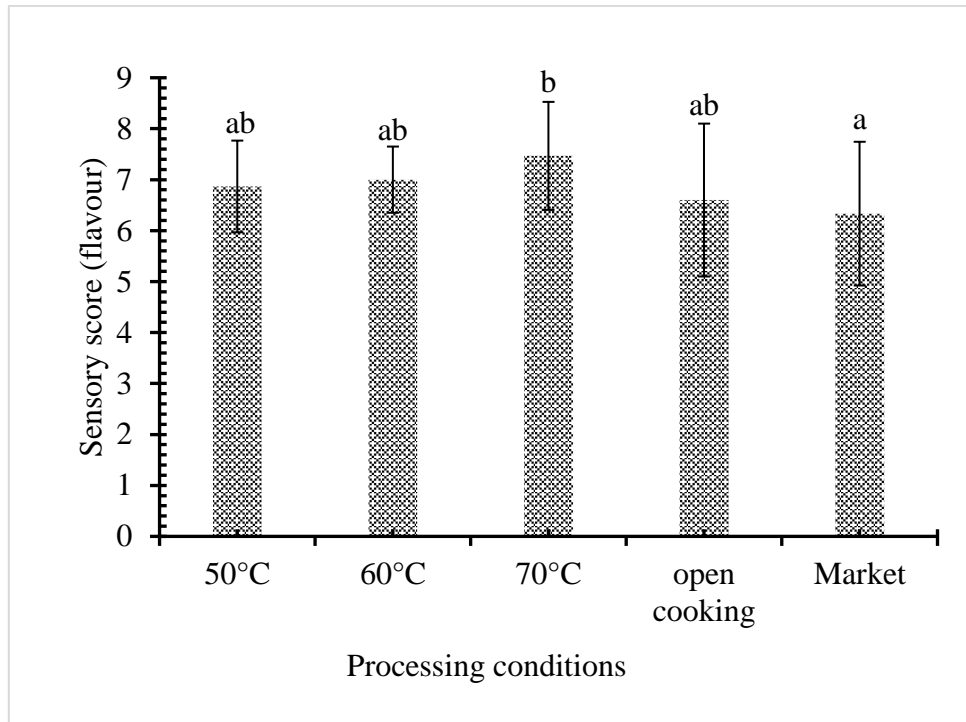 Sensory score (flavour)
9
8
7
6
5
4
3
2
1
0
ab
ab
b
ab
a
50°C
60°C
70°C
open
cooking
Market
Processing conditions